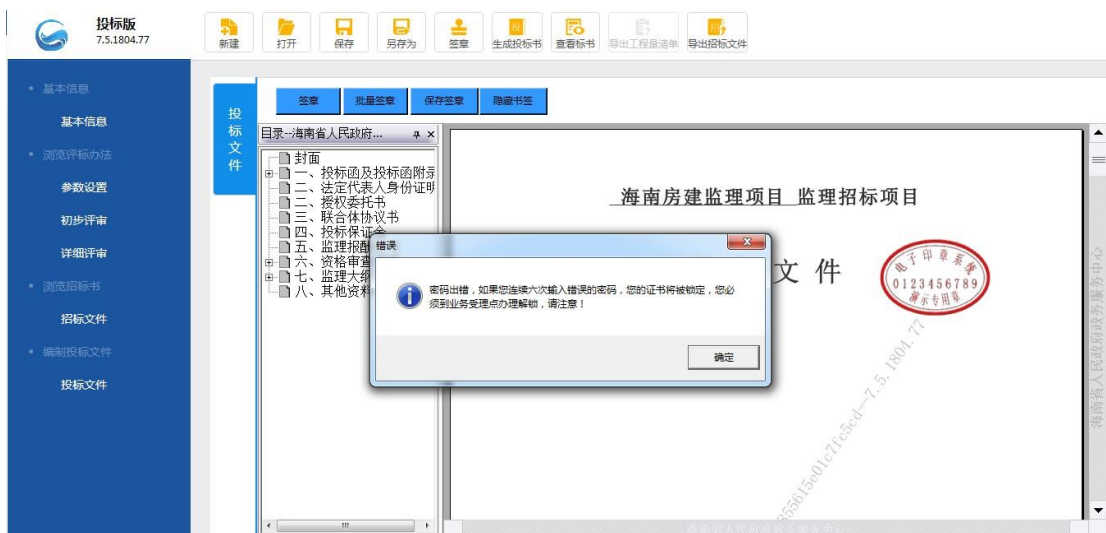 投标版
7.5.1804.77
新建
打开
保存
另存为
签章
生成投标书
查看标书
导出工程量清单
导出招标文件
基本信息
基本信息
浏览评标办法
参数设置
初步评审
详细评审
浏览招标书
招标文件
编制投标文件
投标文件
投标文件
签章
批量签章
保存签章
隐藏书签
目录--海南省人民政府...
封面
一、投标函及投标函附录
二、法定代表人身份证明
二、授权委托书
三、联合体协议书
四、投标保证金
五、监理报酬
六、资格审查
七、监理大纲
八、其他资料
海南房建监理项目 监理招标项目
文 件
电子印章系统
0123456789
演示专用章
错误
密码出错，如果您连续六次输入错误的密码，您的证书将被锁定，您必
须到业务受理点办理解锁，请注意！
确定
海南省人民政府政务服务中心